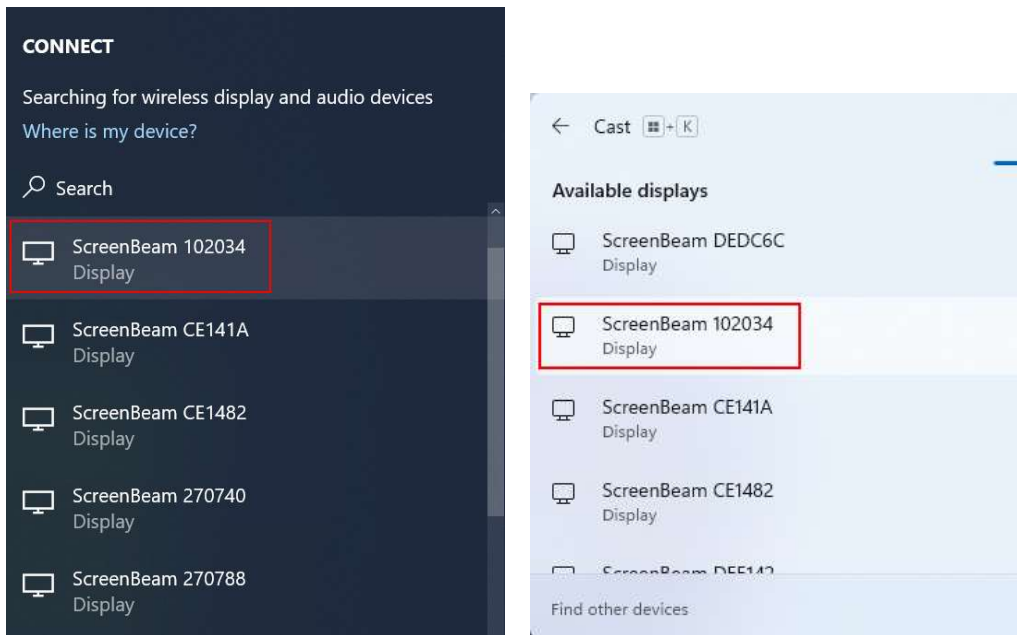 CONNECT
Searching for wireless display and audio devices
Where is my device?
Search
ScreenBeam 102034
Display
ScreenBeam CE141A
Display
ScreenBeam CE1482
Display
ScreenBeam 270740
Display
ScreenBeam 270788
Display
Cast + K
Available displays
ScreenBeam DEDC6C
Display
ScreenBeam 102034
Display
ScreenBeam CE141A
Display
ScreenBeam CE1482
Display
ScreenBeam
Find other devices